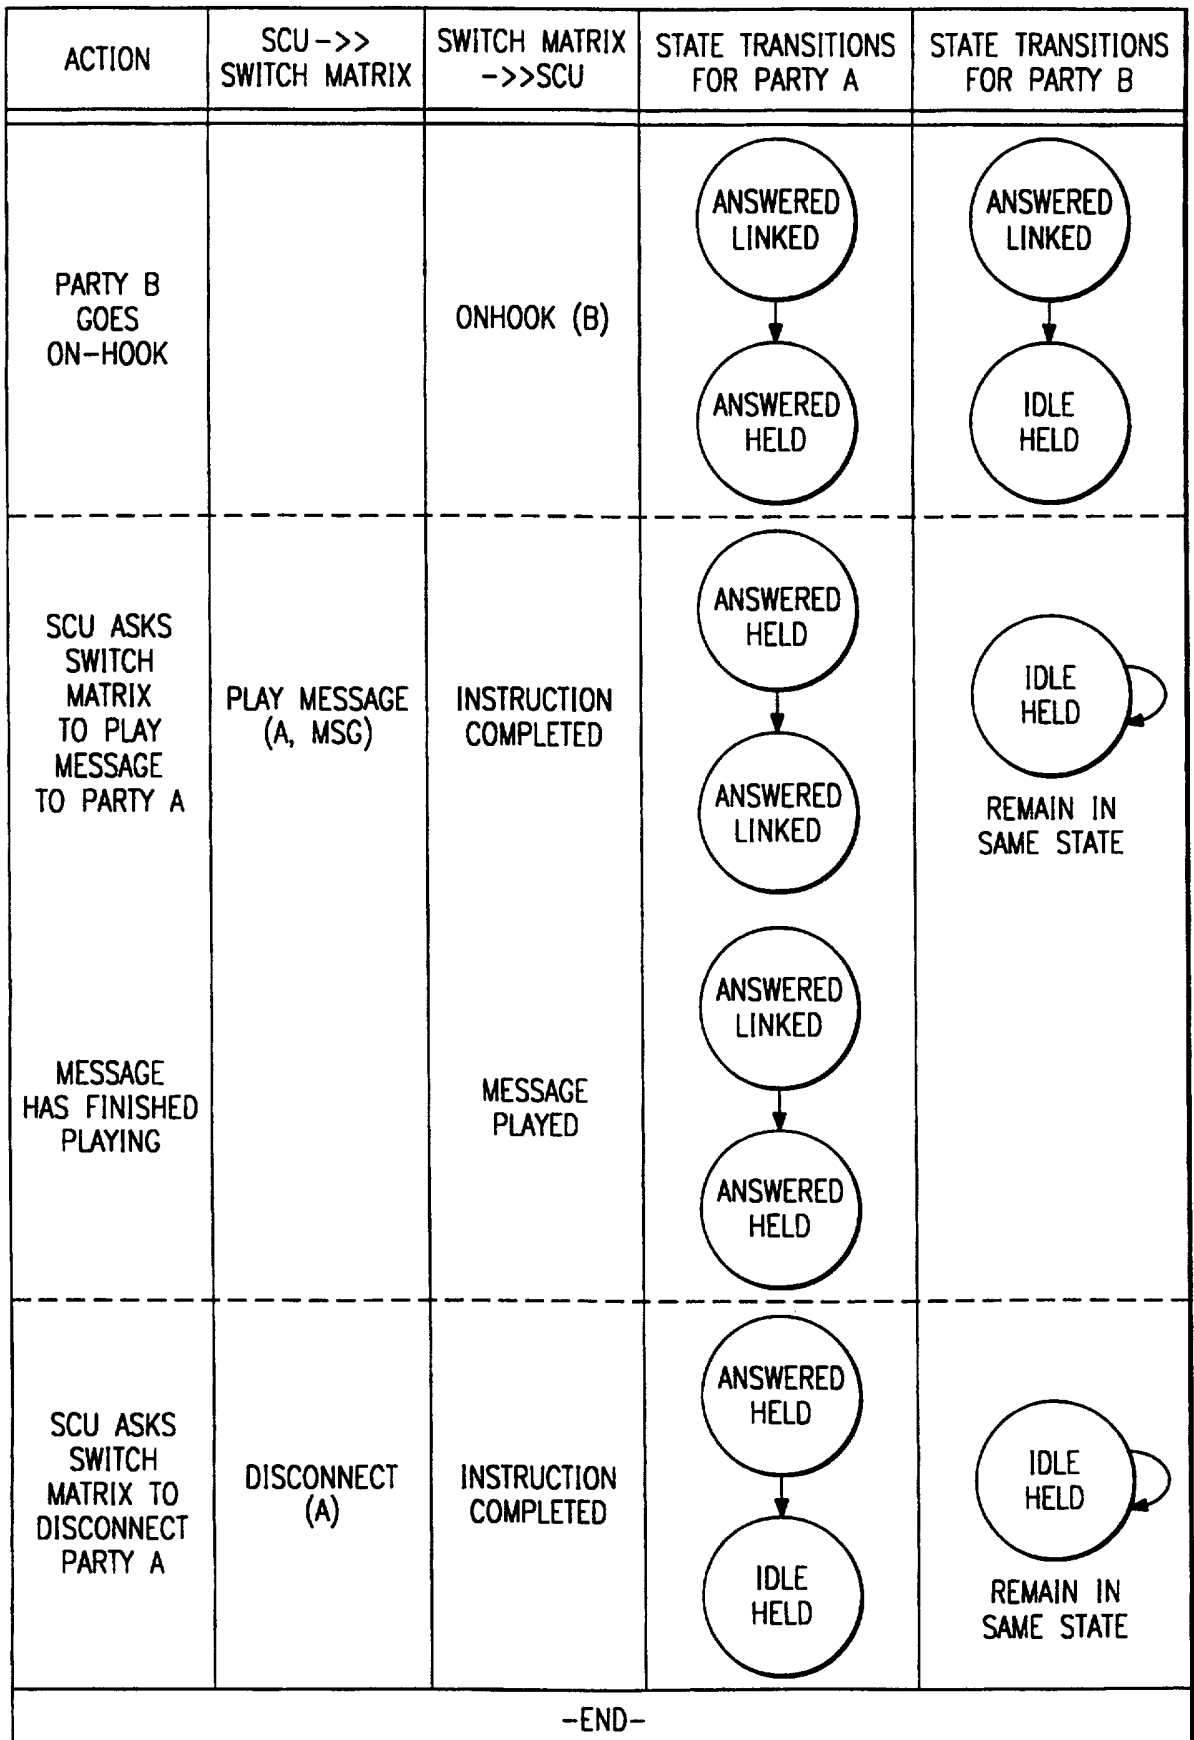 ACTION
SCU->>
SWITCH MATRIX
SWITCH MATRIX
->>SCU
STATE TRANSITIONS
FOR PARTY A
STATE TRANSITIONS
FOR PARTY B
PARTY B
GOES
ON-HOOK
ONHOOK (B)
ANSWERED
LINKED
ANSWERED
HELD
ANSWERED
LINKED
IDLE
HELD
SCU ASKS
SWITCH
MATRIX
TO PLAY
MESSAGE
TO PARTY A
PLAY MESSAGE
(A, MSG)
INSTRUCTION
COMPLETED
ANSWERED
HELD
ANSWERED
LINKED
IDLE
HELD
REMAIN IN
SAME STATE
MESSAGE
HAS FINISHED
PLAYING
MESSAGE
PLAYED
ANSWERED
LINKED
ANSWERED
HELD
SCU ASKS
SWITCH
MATRIX TO
DISCONNECT
PARTY A
DISCONNECT
(A)
INSTRUCTION
COMPLETED
ANSWERED
HELD
IDLE
HELD
IDLE
HELD
REMAIN IN
SAME STATE
-END-